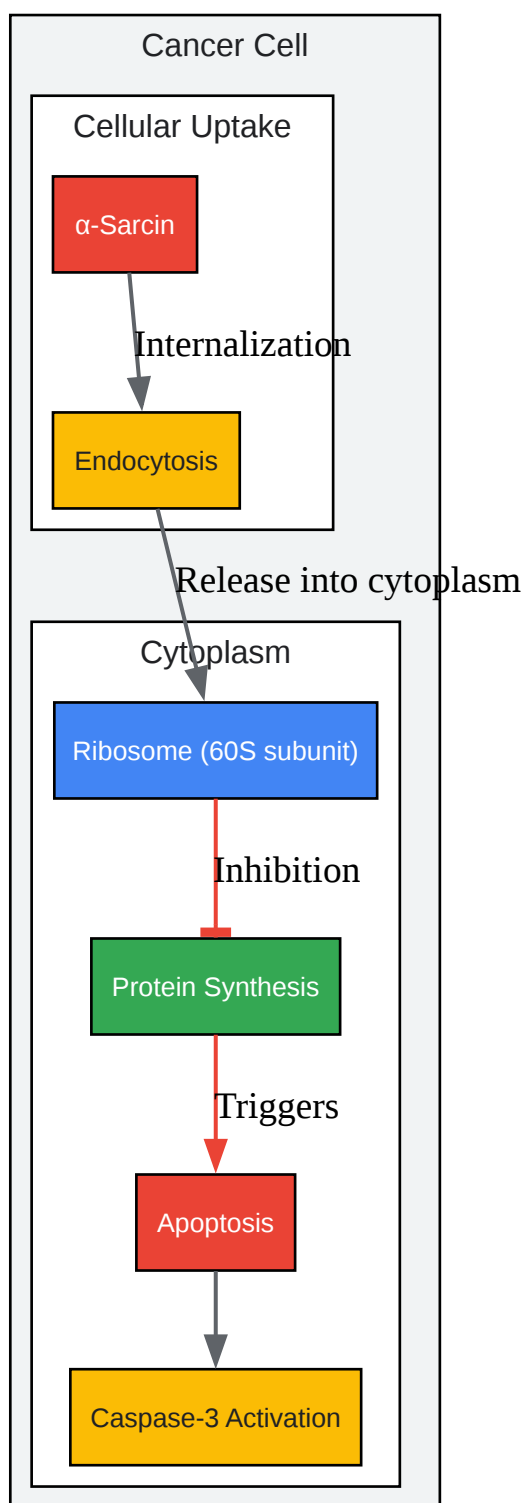 Cancer Cell
Cellular Uptake
α-Sarcin
Internalization
Endocytosis
Release into cytoplasm
Cytoplasm
Ribosome (60S subunit)
Inhibition
Protein Synthesis
Triggers
Apoptosis
Caspase-3 Activation